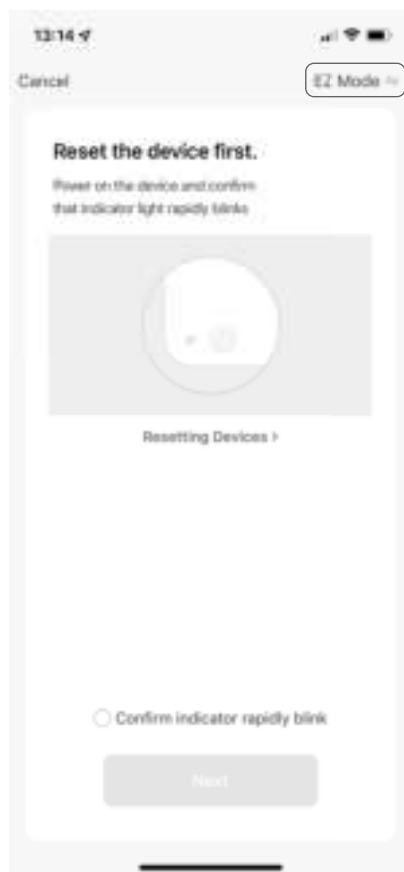 13:14
Cancel
EZ Mode
Reset the device first.
Power on the device and confirm
that indicator light rapidly blinks
Resetting Devices >
Confirm indicator rapidly blink
Next